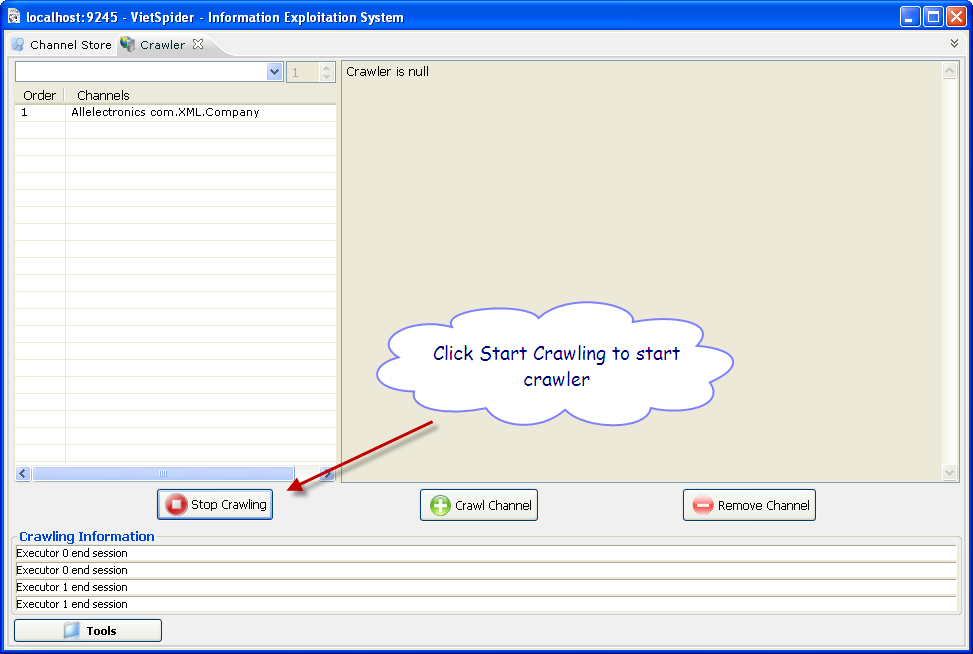 localhost:9245 - VietSpider - Information Exploitation System
Channel Store Crawler
1
Crawler is null
Order Channels
1 Allelectronics com.XML.Company
Click Start Crawling to start
crawler
Stop Crawling
Crawl Channel
Remove Channel
Crawling Information
Executor 0 end session
Executor 0 end session
Executor 1 end session
Executor 1 end session
Tools